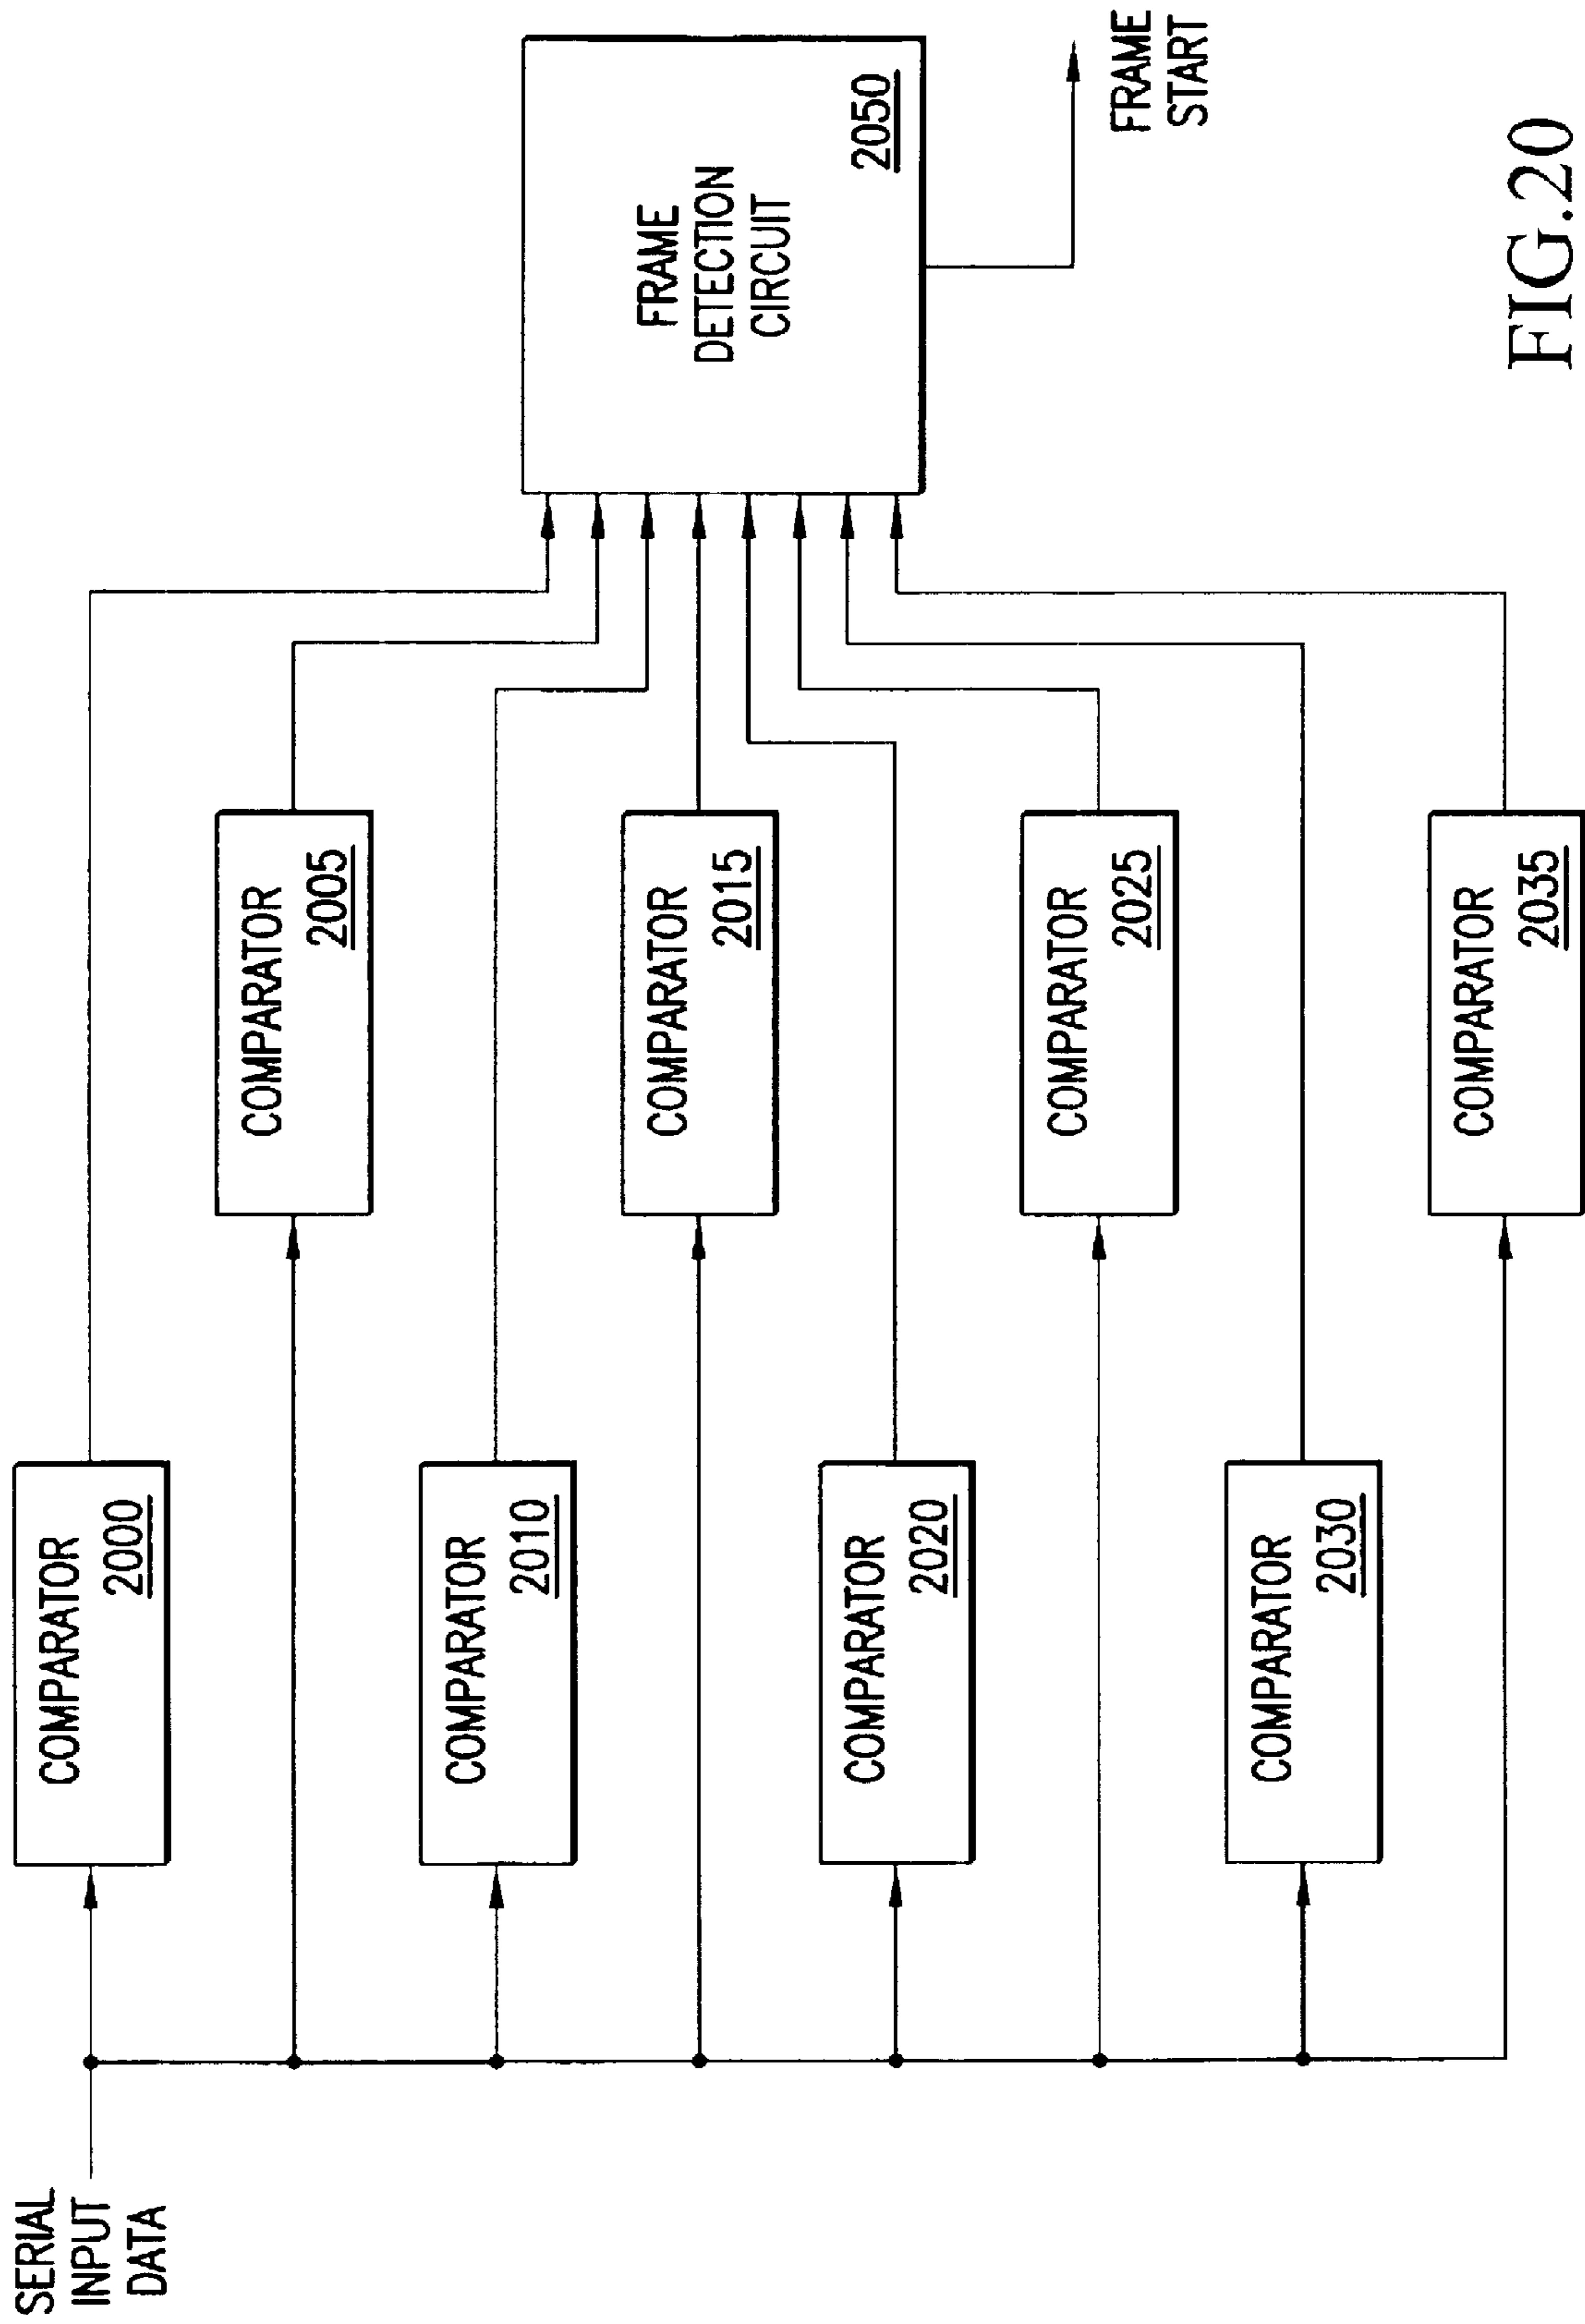 SERIAL
INPUT
DATA
COMPARATOR
2000
COMPARATOR
2005
COMPARATOR
2010
COMPARATOR
2015
COMPARATOR
2020
COMPARATOR
2025
COMPARATOR
2030
COMPARATOR
2035
FRAME
DETECTION
CIRCUIT
2050
FRAME
START
FIG.20